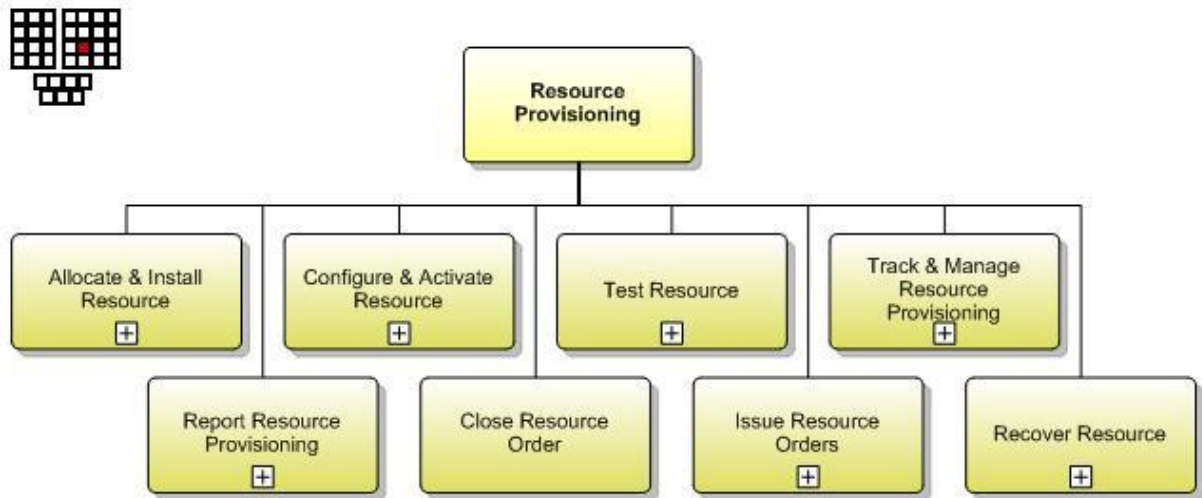 Resource
Provisioning
Allocate & Install
Resource
Configure & Activate
Resource
Test Resource
Track & Manage
Resource
Provisioning
Report Resource
Provisioning
Close Resource
Order
Issue Resource
Orders
Recover Resource